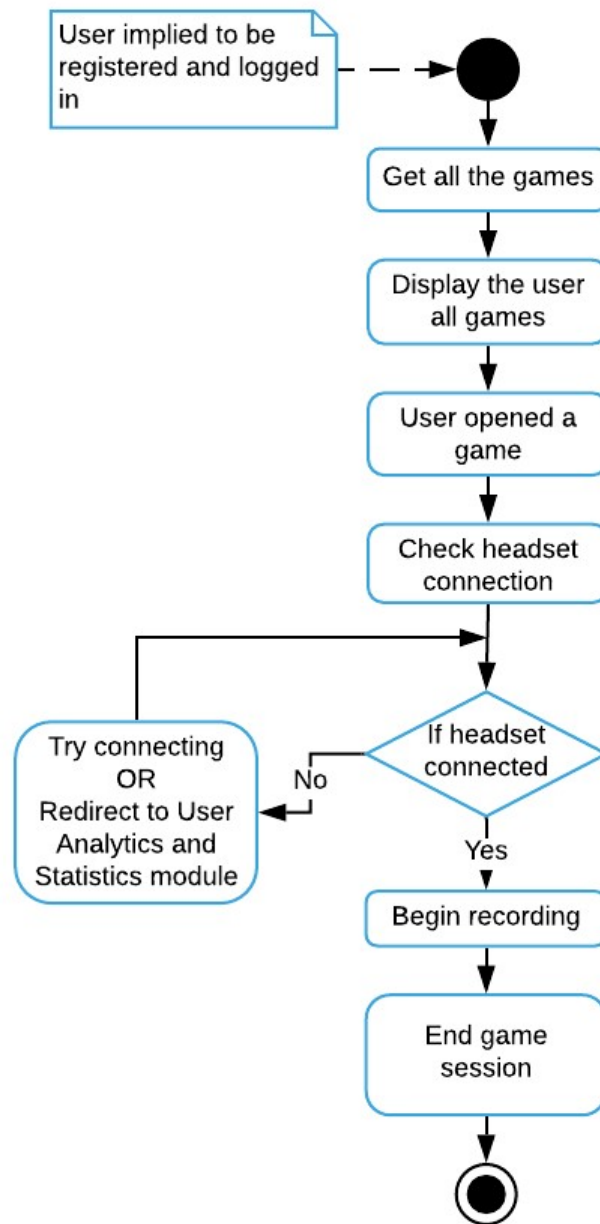 User implied to be
registered and logged
in
Get all the games
Display the user
all games
User opened a
game
Check headset
connection
If headset
connected
No
Try connecting
OR
Redirect to User
Analytics and
Statistics module
Yes
Begin recording
End game
session